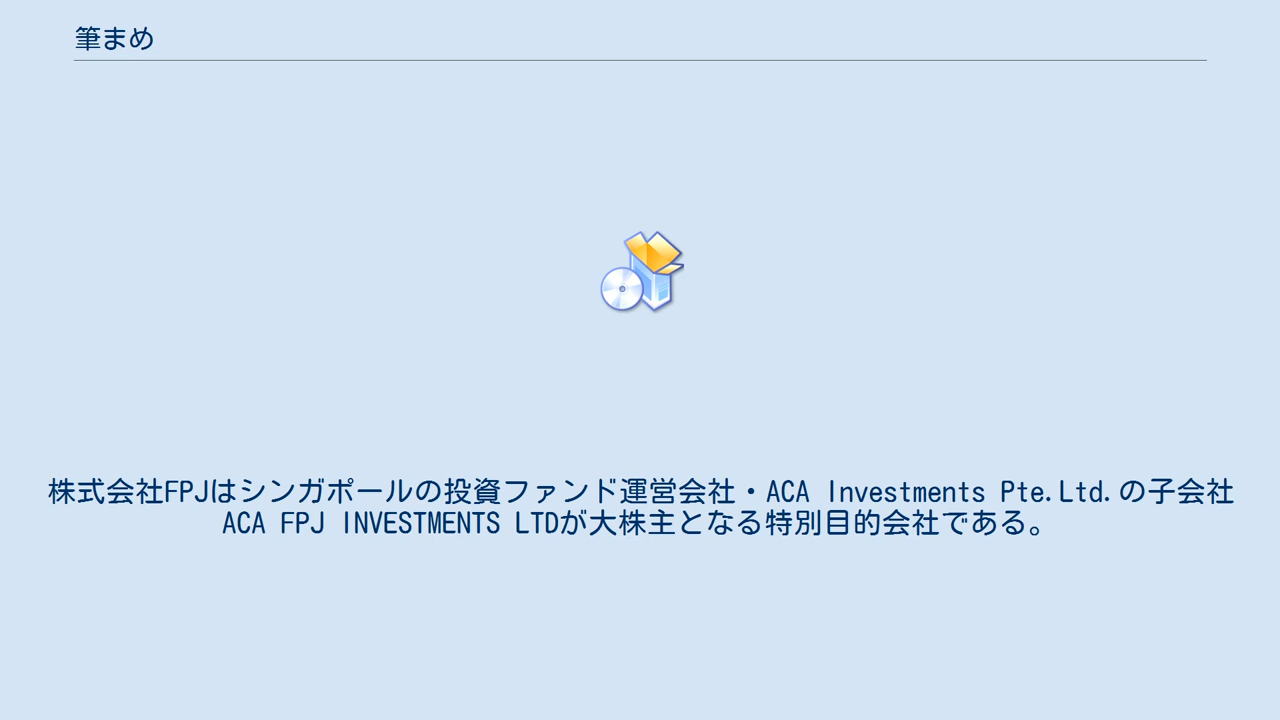 筆まめ
株式会社FPJはシンガポールの投資ファンド運営会社・ACA Investments Pte.Ltd.の子会社
ACA FPJ INVESTMENTS LTDが大株主となる特別目的会社である。